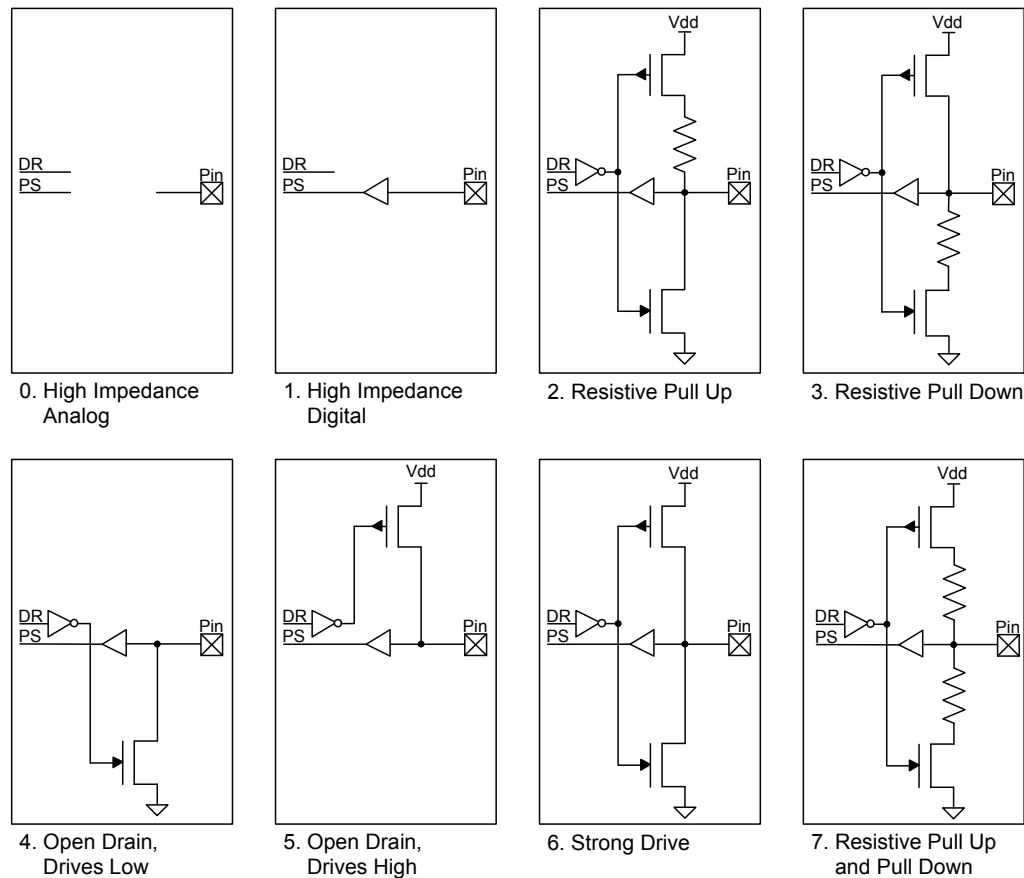 Vdd
Vdd
DR
PS
Pin
DR
PS
Pin
DR
PS
Pin
DR
PS
Pin
0. High Impedance
Analog
1. High Impedance
Digital
2. Resistive Pull Up
3. Resistive Pull Down
Vdd
Vdd
Vdd
DR
PS
Pin
DR
PS
Pin
DR
PS
Pin
DR
PS
Pin
4. Open Drain,
Drives Low
5. Open Drain,
Drives High
6. Strong Drive
7. Resistive Pull Up
and Pull Down